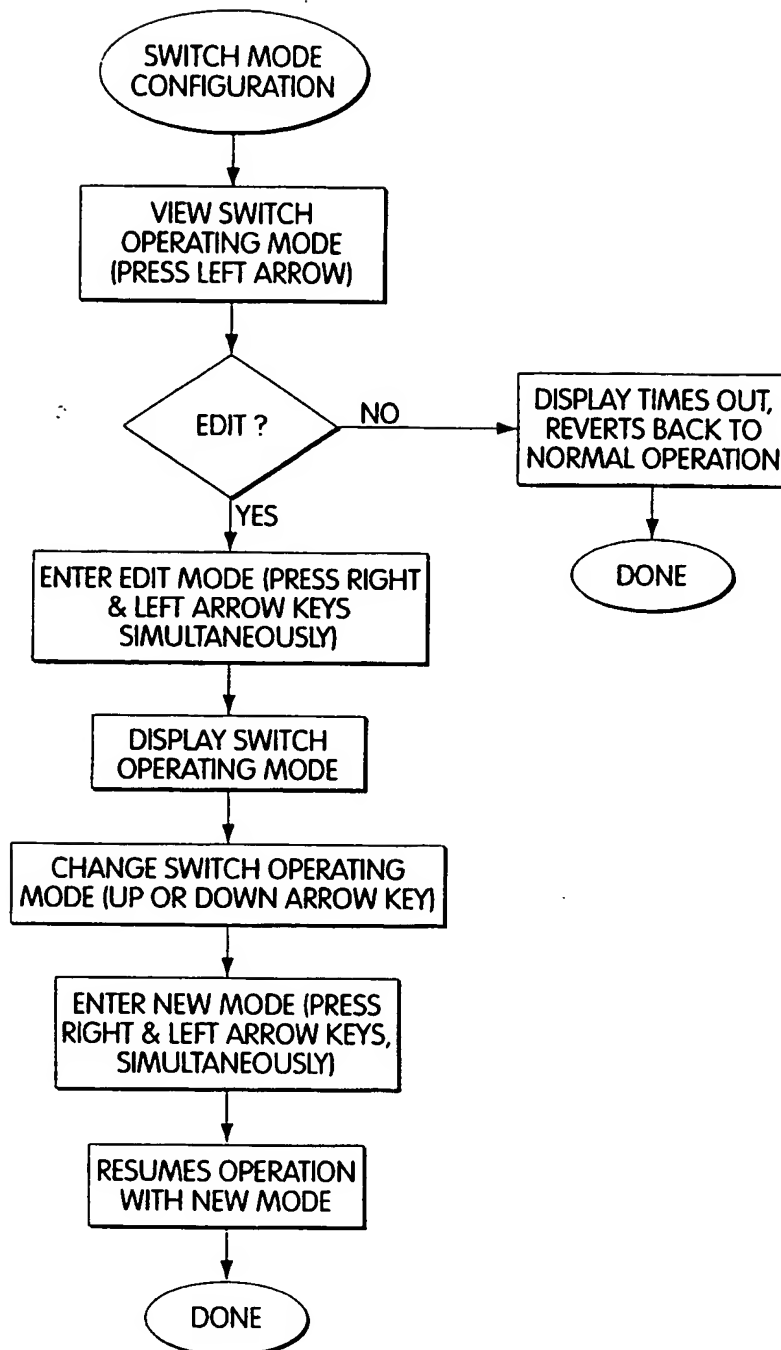 SWITCH MODE
CONFIGURATION
VIEW SWITCH
OPERATING MODE
(PRESS LEFT ARROW)
EDIT ?
NO
DISPLAY TIMES OUT,
REVERTS BACK TO
NORMAL OPERATION
DONE
YES
ENTER EDIT MODE (PRESS RIGHT
& LEFT ARROW KEYS
SIMULTANEOUSLY)
DISPLAY SWITCH
OPERATING MODE
CHANGE SWITCH OPERATING
MODE (UP OR DOWN ARROW KEY)
ENTER NEW MODE (PRESS
RIGHT & LEFT ARROW KEYS,
SIMULTANEOUSLY)
RESUMES OPERATION
WITH NEW MODE
DONE